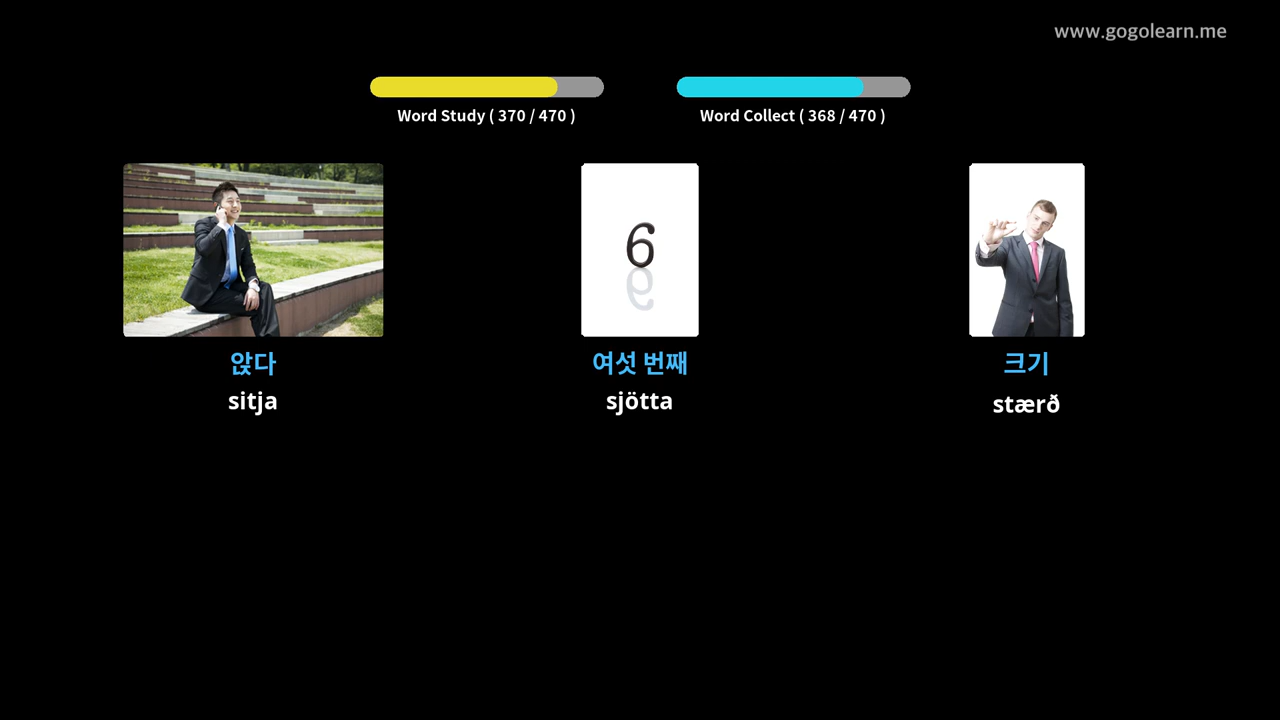 www.gogolearn.me
Word Study ( 370 / 470 )
Word Collect ( 368 / 470 )
6
앉다
sitja
여섯 번째
sjötta
크기
stærð